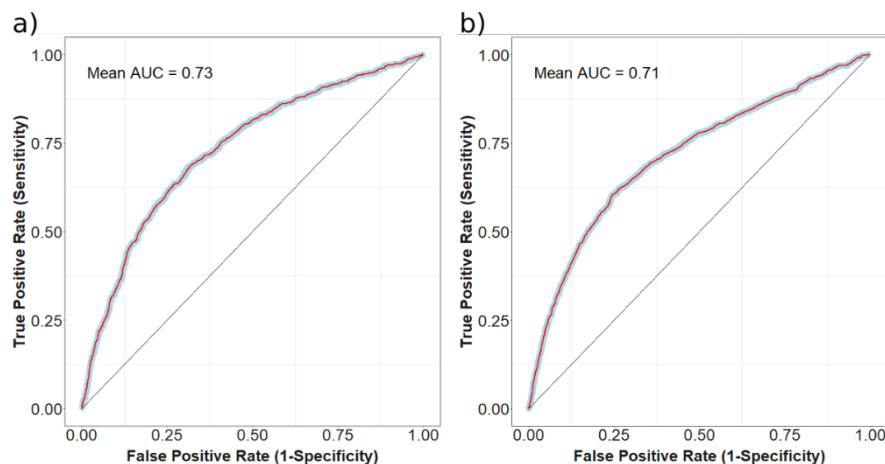 a)
Mean AUC = 0.73
1.00
0.75
0.50
0.25
0.00
True Positive Rate (Sensitivity)
0.00 0.25 0.50 0.75 1.00
False Positive Rate (1-Specificity)
b)
Mean AUC = 0.71
1.00
0.75
0.50
0.25
0.00
True Positive Rate (Sensitivity)
0.00 0.25 0.50 0.75 1.00
False Positive Rate (1-Specificity)